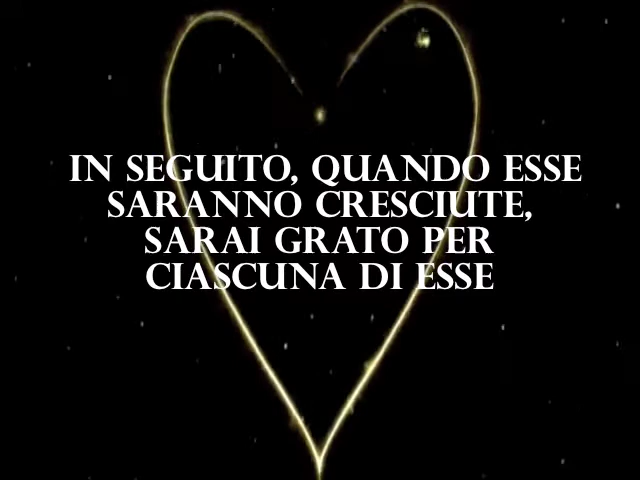 IN SEGUITO, QUANDO ESSE
SARANNO CRESCIUTE,
SARAI GRATO PER
CIASCUNA DI ESSE